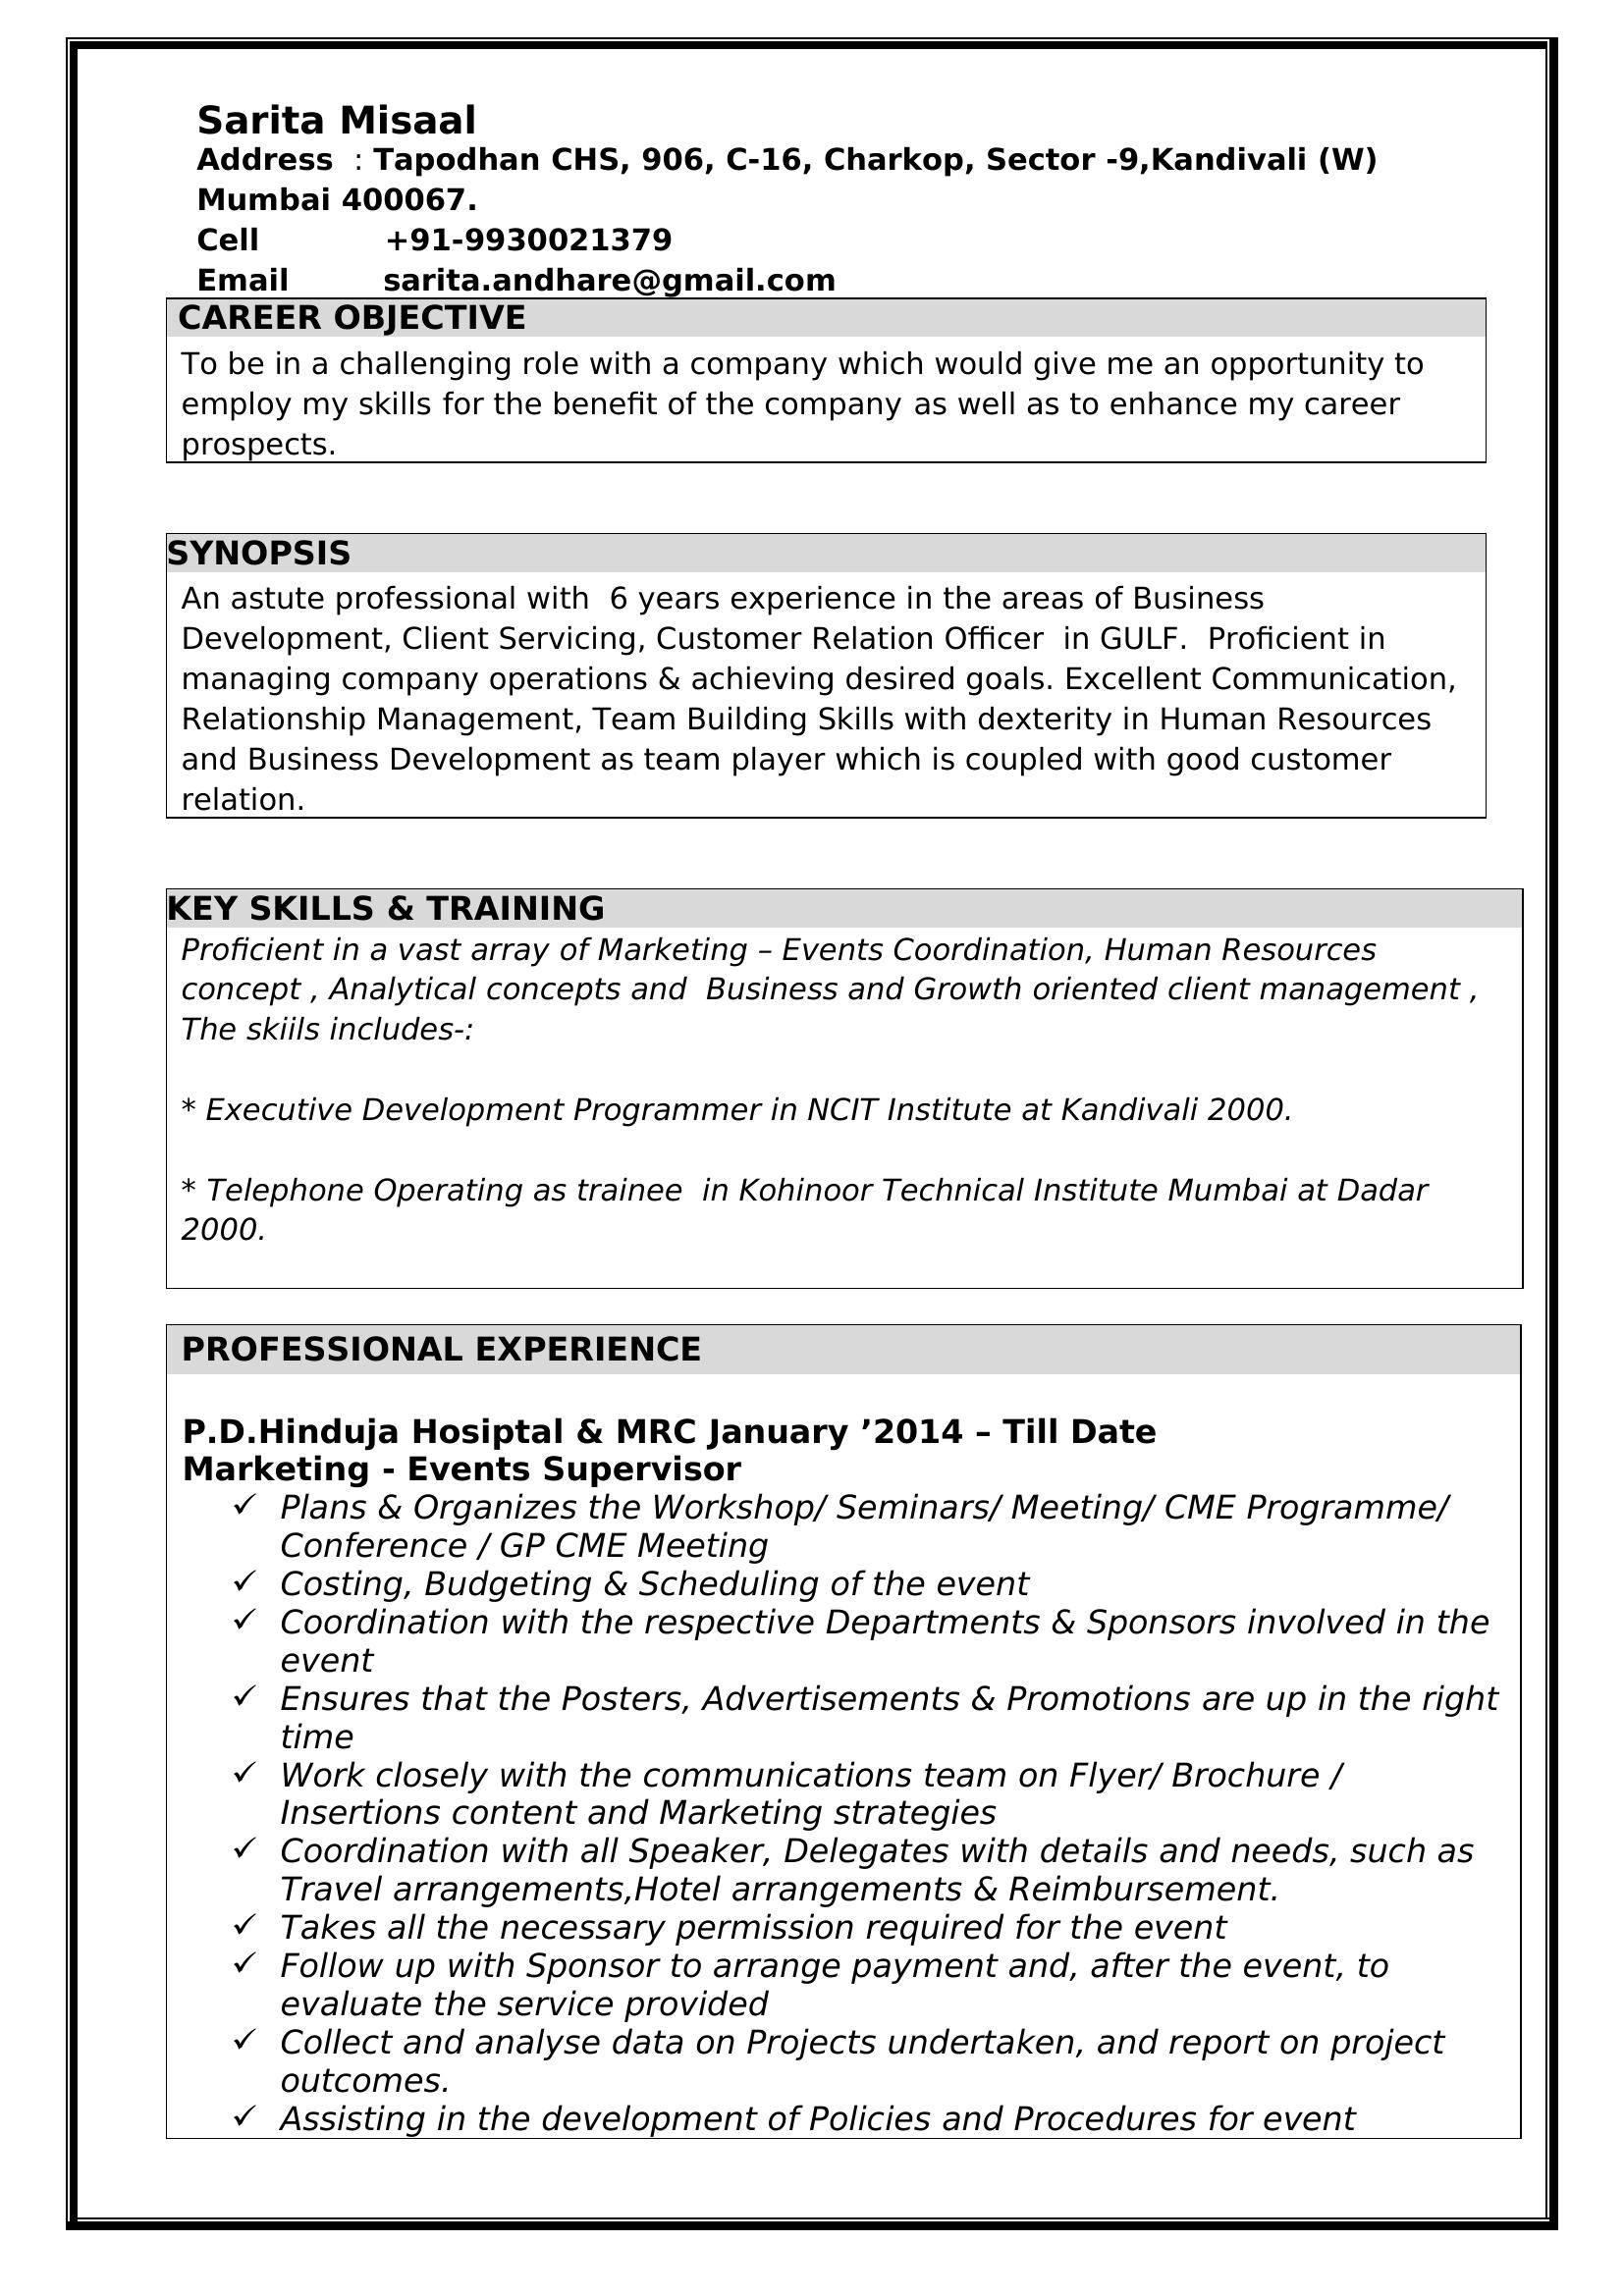 Sarita Misaal
Address  : Tapodhan CHS, 906, C-16, Charkop, Sector -9,Kandivali (W)
Mumbai 400067.
Cell +91-9930021379
Email sarita.andhare@gmail.com
CAREER OBJECTIVE
To be in a challenging role with a company which would give me an opportunity to
employ my skills for the benefit of the company as well as to enhance my career
prospects.
SYNOPSIS
An astute professional with  6 years experience in the areas of Business
Development, Client Servicing, Customer Relation Officer  in GULF.  Proficient in
managing company operations & achieving desired goals. Excellent Communication,
Relationship Management, Team Building Skills with dexterity in Human Resources
and Business Development as team player which is coupled with good customer
relation.
KEY SKILLS & TRAINING
Proficient in a vast array of Marketing – Events Coordination, Human Resources
concept , Analytical concepts and  Business and Growth oriented client management ,
The skiils includes-:
* Executive Development Programmer in NCIT Institute at Kandivali 2000.
* Telephone Operating as trainee  in Kohinoor Technical Institute Mumbai at Dadar
2000.
PROFESSIONAL EXPERIENCE
P.D.Hinduja Hosiptal & MRC January ’2014 – Till Date
Marketing - Events Supervisor
✓ Plans & Organizes the Workshop/ Seminars/ Meeting/ CME Programme/
Conference / GP CME Meeting
✓ Costing, Budgeting & Scheduling of the event
✓ Coordination with the respective Departments & Sponsors involved in the
event
✓ Ensures that the Posters, Advertisements & Promotions are up in the right
time
✓ Work closely with the communications team on Flyer/ Brochure /
Insertions content and Marketing strategies
✓ Coordination with all Speaker, Delegates with details and needs, such as
Travel arrangements,Hotel arrangements & Reimbursement.
✓ Takes all the necessary permission required for the event
✓ Follow up with Sponsor to arrange payment and, after the event, to
evaluate the service provided
✓ Collect and analyse data on Projects undertaken, and report on project
outcomes.
✓ Assisting in the development of Policies and Procedures for event